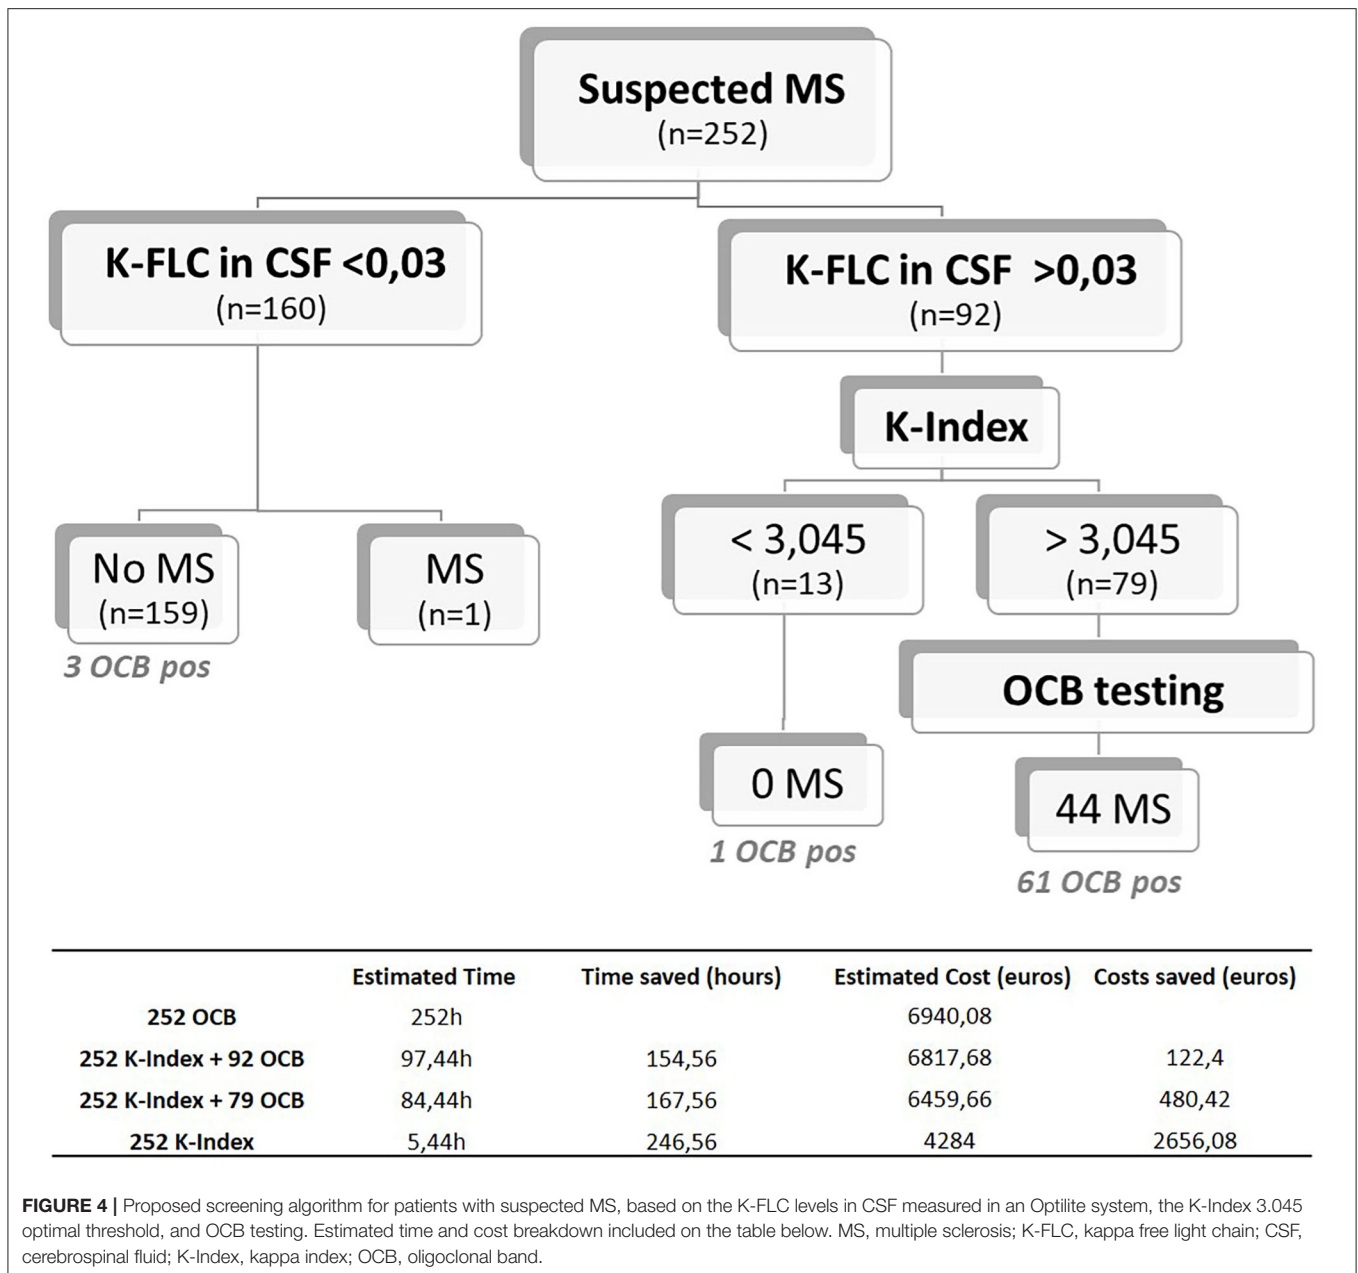 Suspected MS
(n=252)
K-FLC in CSF <0,03
(n=160)
K-FLC in CSF >0,03
(n=92)
K-Index
< 3,045
(n=13)
> 3,045
(n=79)
No MS
(n=159)
3 OCB pos
MS
(n=1)
OCB testing
0 MS
1 OCB pos
44 MS
61 OCB pos
Estimated Time Time saved (hours) Estimated Cost (euros) Costs saved (euros)
252 OCB 252h 6940,08
252 K-Index + 92 OCB 97,44h 154,56 6817,68 122,4
252 K-Index + 79 OCB 84,44h 167,56 6459,66 480,42
252 K-Index 5,44h 246,56 4284 2656,08
FIGURE 4 | Proposed screening algorithm for patients with suspected MS, based on the K-FLC levels in CSF measured in an Optilite system, the K-Index 3.045
optimal threshold, and OCB testing. Estimated time and cost breakdown included on the table below. MS, multiple sclerosis; K-FLC, kappa free light chain; CSF,
cerebrospinal fluid; K-Index, kappa index; OCB, oligoclonal band.